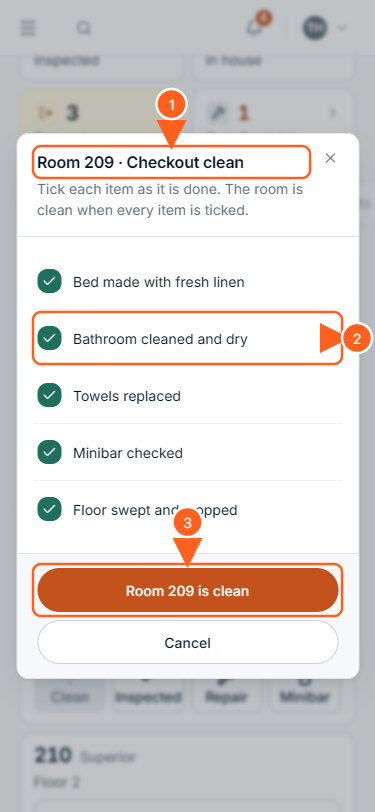 TH
Inspected
In house
3
1
1
Room 209 · Checkout clean
Tick each item as it is done. The room is
clean when every item is ticked.
Bed made with fresh linen
Bathroom cleaned and dry
2
Towels replaced
Minibar checked
Floor swept and mopped
3
Room 209 is clean
Cancel
Clean
Inspected
Repair
Minibar
210 Superior
Floor 2